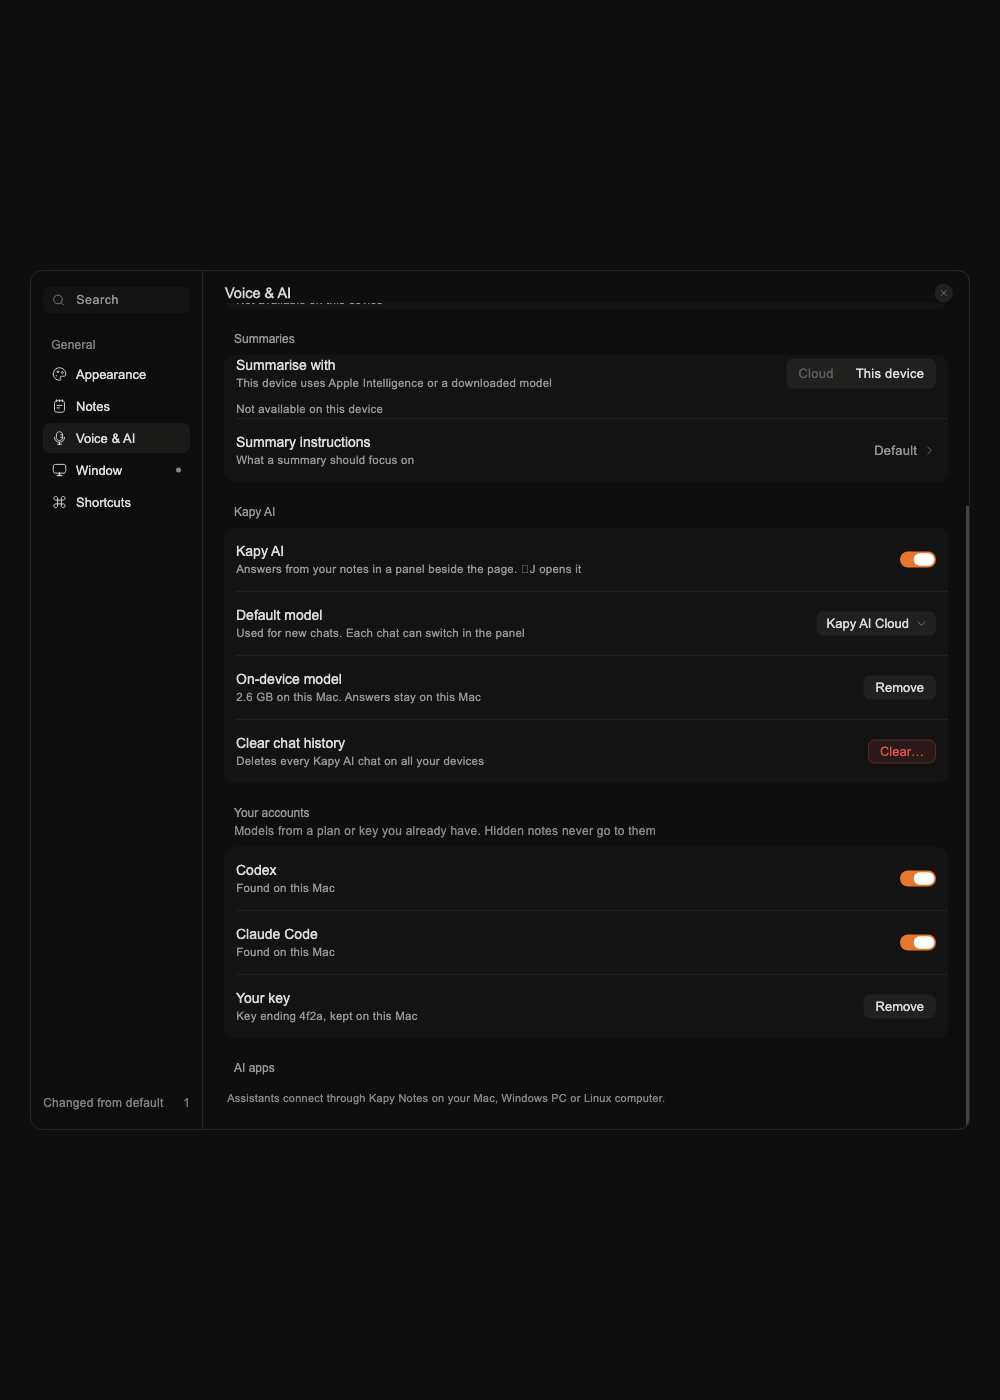 Search
General
Appearance
Notes
Voice & AI
Window
Shortcuts
Changed from default 1
Voice & AI
Summaries
Summarise with
This device uses Apple Intelligence or a downloaded model
Cloud This device
Not available on this device
Summary instructions
What a summary should focus on
Default
Kapy AI
Kapy AI
Answers from your notes in a panel beside the page. □J opens it
Default model
Used for new chats. Each chat can switch in the panel
Kapy AI Cloud
On-device model
2.6 GB on this Mac. Answers stay on this Mac
Remove
Clear chat history
Deletes every Kapy AI chat on all your devices
Clear…
Your accounts
Models from a plan or key you already have. Hidden notes never go to them
Codex
Found on this Mac
Claude Code
Found on this Mac
Your key
Key ending 4f2a, kept on this Mac
Remove
AI apps
Assistants connect through Kapy Notes on your Mac, Windows PC or Linux computer.